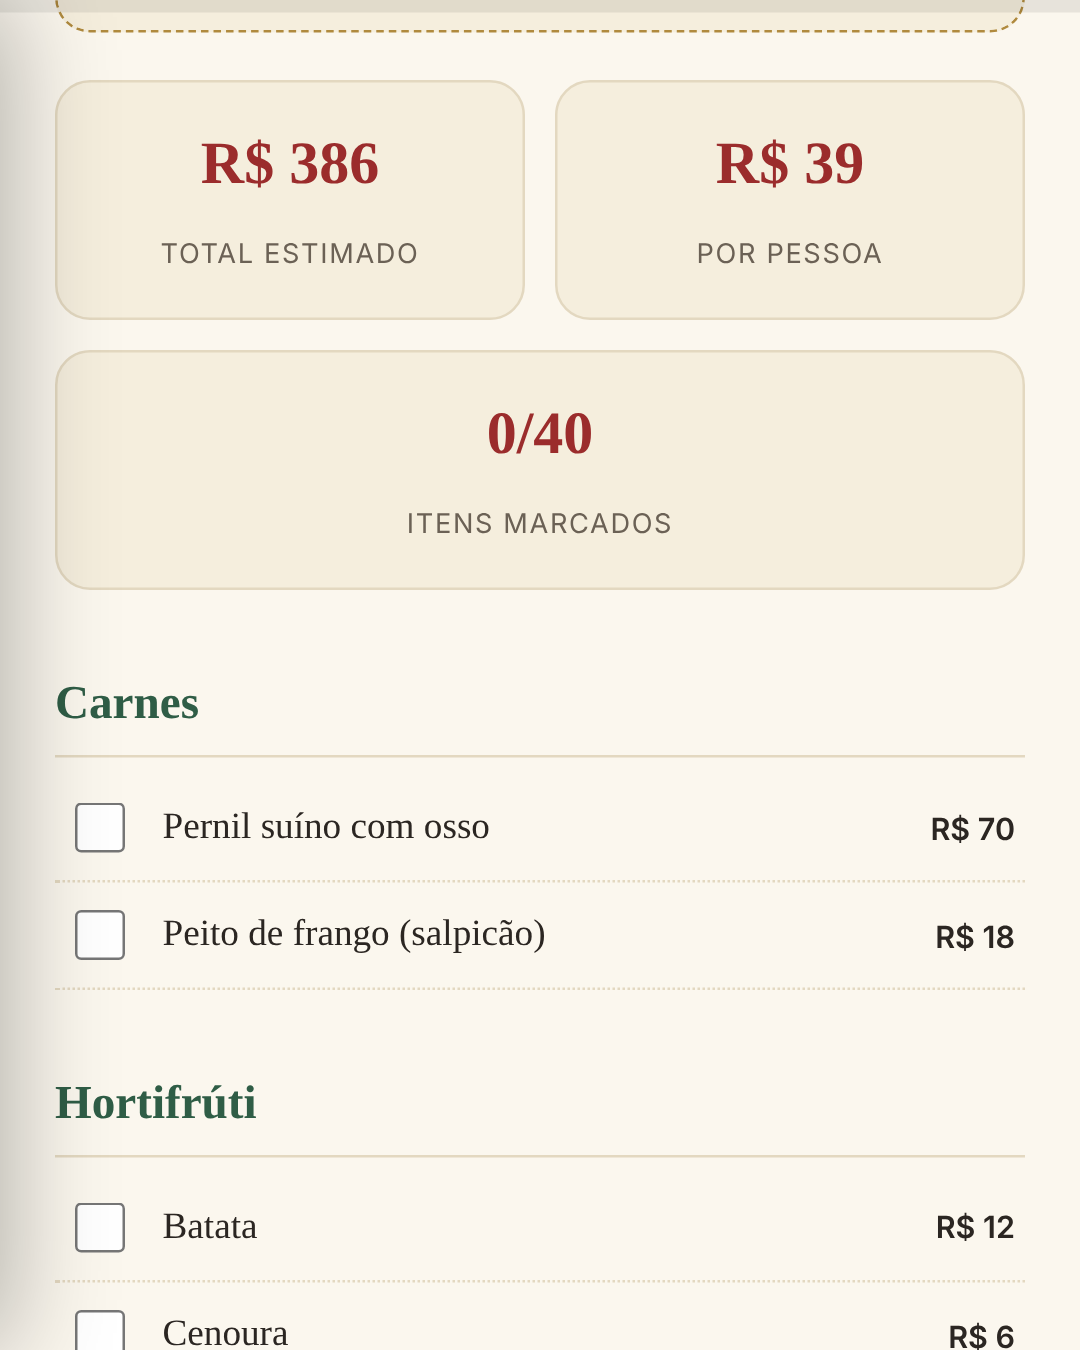 R$ 386
TOTAL ESTIMADO
R$ 39
POR PESSOA
0/40
ITENS MARCADOS
Carnes
Pernil suíno com osso
R$ 70
Peito de frango (salpicão)
R$ 18
Hortifrúti
Batata
R$ 12
Cenoura
R$ 6